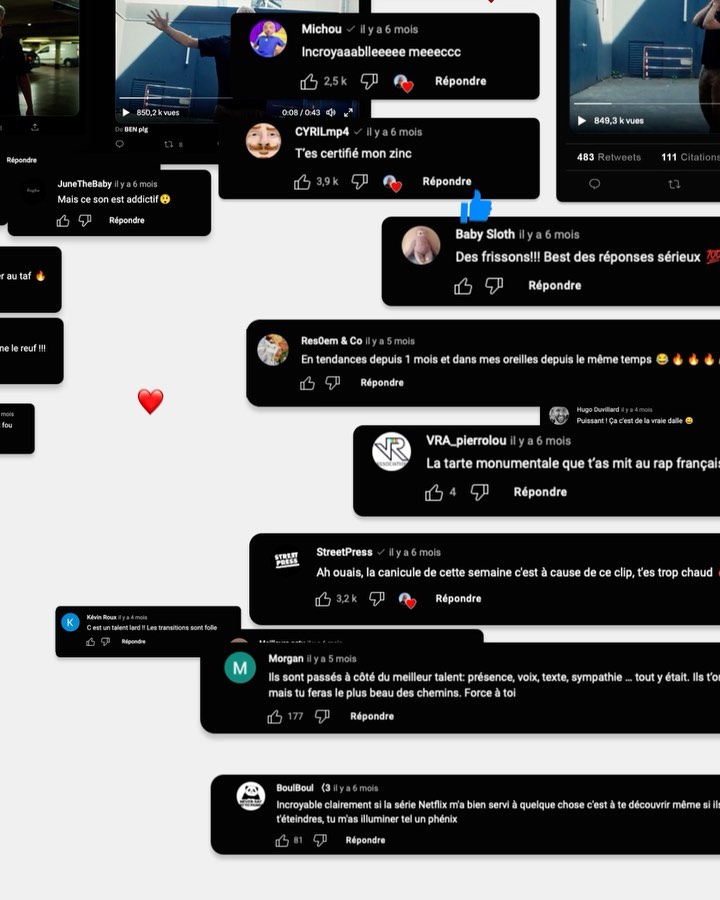 Michou il y a 6 mois
Incroyaaablleeeee meeeccc
2,5 k Répondre
850,2 k vues
0:08 / 0:43
De BEN plg
8
849,3 k vues
483 Retweets 111 Citations
Répondre
CYRILmp4 il y a 6 mois
T'es certifié mon zinc
3,9 k Répondre
JuneTheBaby il y a 6 mois
Mais ce son est addictif😲
Répondre
Baby Sloth il y a 6 mois
Des frissons!!! Best des réponses sérieux 💯
Répondre
er au taf 🔥
ne le reuf !!!
mois
fou
Res0em & Co il y a 5 mois
En tendances depuis 1 mois et dans mes oreilles depuis le même temps 😂🔥🔥🔥🔥
Répondre
Hugo Duvillard il y a 4 mois
Puissant ! Ça c'est de la vraie dalle 😄
VR
VRA_pierrolou il y a 6 mois
La tarte monumentale que t'as mit au rap françai
4 Répondre
STREET
PRESS
StreetPress il y a 6 mois
Ah ouais, la canicule de cette semaine c'est à cause de ce clip, t'es trop chaud
3,2 k Répondre
K
Kévin Roux il y a 4 mois
C est un talent lard !! Les transitions sont folle
Répondre
M
Morgan il y a 5 mois
Ils sont passés à côté du meilleur talent: présence, voix, texte, sympathie ... tout y était. Ils t'o
mais tu feras le plus beau des chemins. Force à toi
177 Répondre
BoulBoul (3 il y a 6 mois
Incroyable clairement si la série Netflix m'a bien servi à quelque chose c'est à te découvrir même si ils
t'éteindres, tu m'as illuminer tel un phénix
81 Répondre